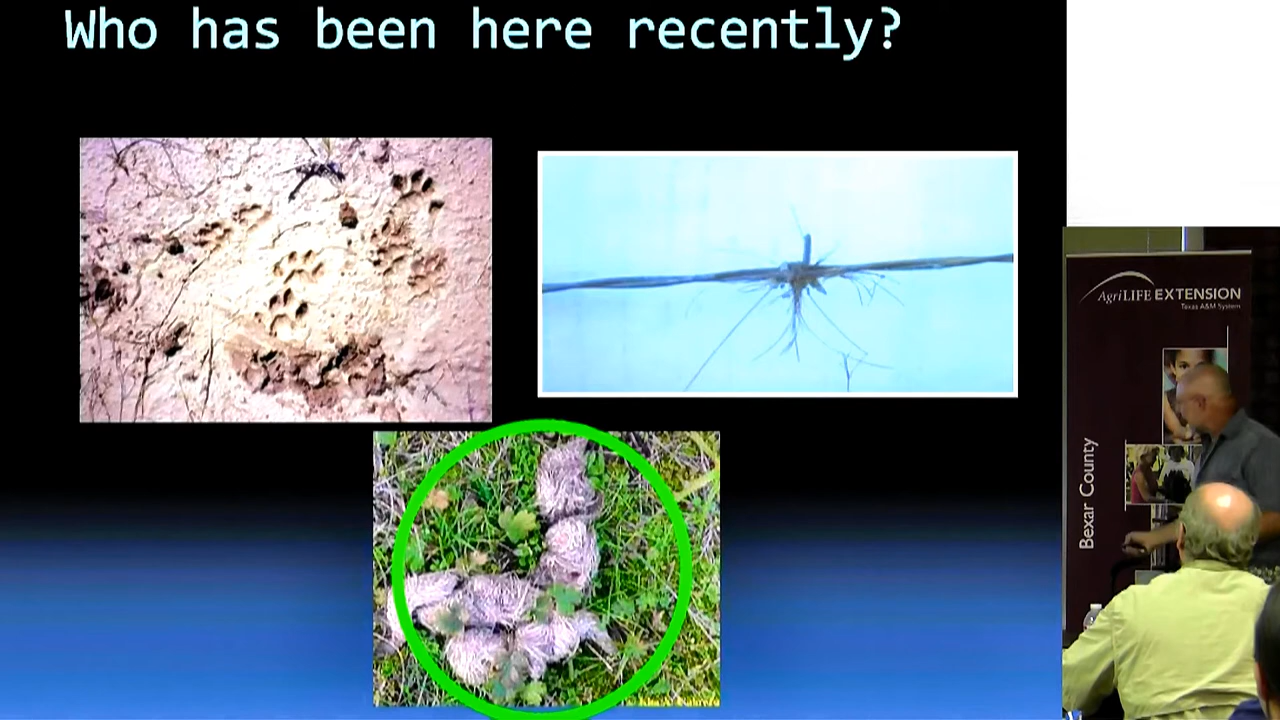 Who has been here recently?
AgriLIFE EXTENSION
Texas A&M System
Bexar County